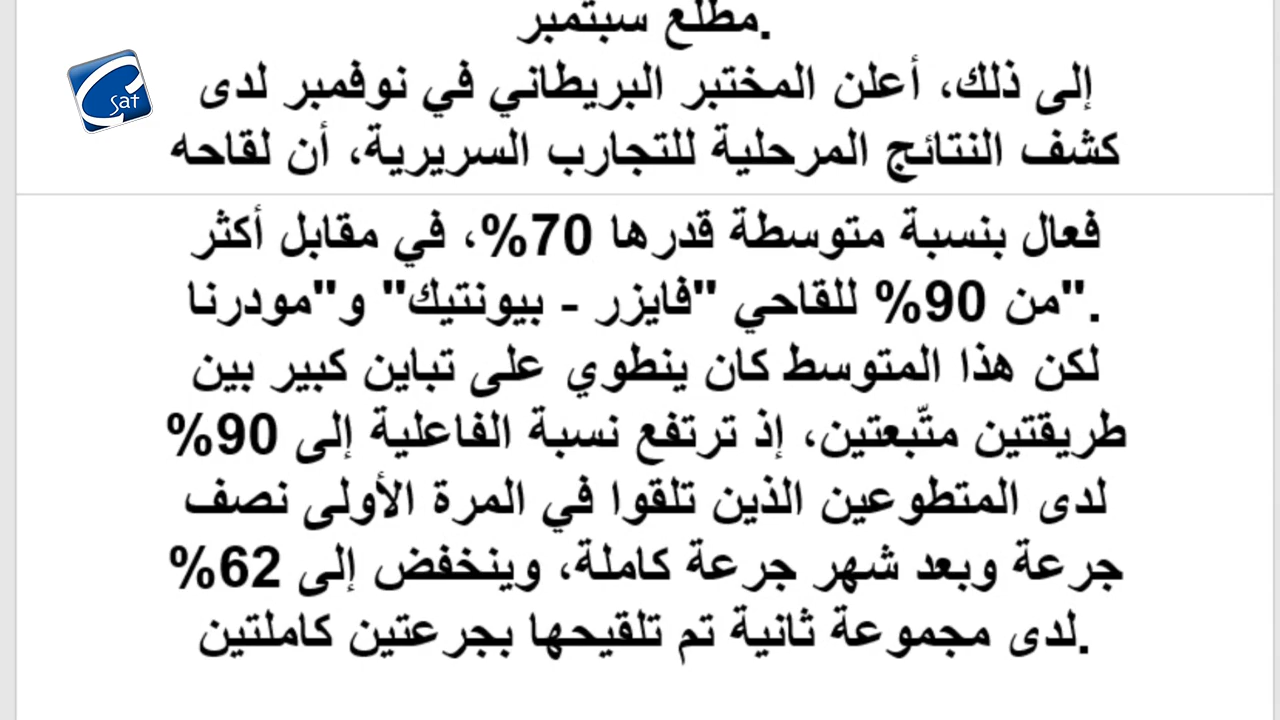 مطلع سبتمبر.
إلى ذلك، أعلن المختبر البريطاني في نوفمبر لدى
كشف النتائج المرحلية للتجارب السريرية، أن لقاحه
فعال بنسبة متوسطة قدرها 70%، في مقابل أكثر
من 90% للقاحي "فايزر - بيونتيك" و"مودرنا".
لكن هذا المتوسط كان ينطوي على تباين كبير بين
طريقتين متّبعتين، إذ ترتفع نسبة الفاعلية إلى 90%
لدى المتطوعين الذين تلقوا في المرة الأولى نصف
جرعة وبعد شهر جرعة كاملة، وينخفض إلى 62%
لدى مجموعة ثانية تم تلقيحها بجرعتين كاملتين.
C sat